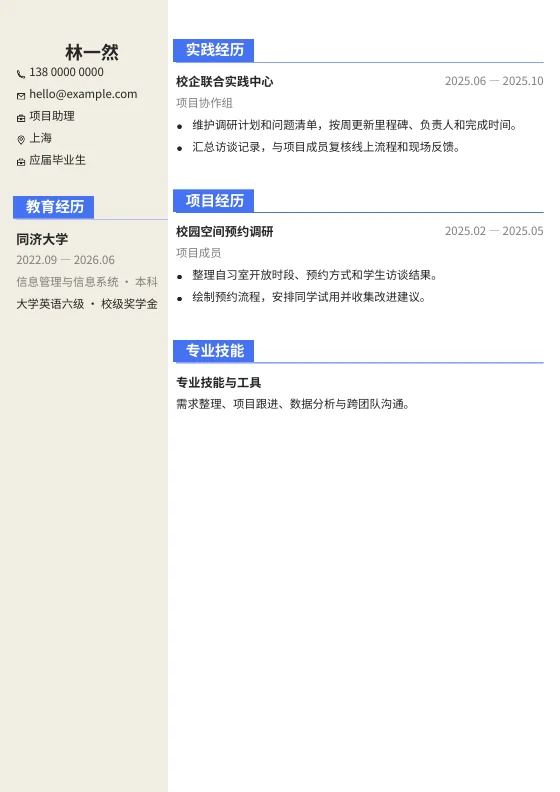 林一然
138 0000 0000
hello@example.com
项目助理
上海
应届毕业生
教育经历
同济大学
2022.09 — 2026.06
信息管理与信息系统 · 本科
大学英语六级 · 校级奖学金
实践经历
校企联合实践中心 2025.06 — 2025.10
项目协作组
• 维护调研计划和问题清单，按周更新里程碑、负责人和完成时间。
• 汇总访谈记录，与项目成员复核线上流程和现场反馈。
项目经历
校园空间预约调研 2025.02 — 2025.05
项目成员
• 整理自习室开放时段、预约方式和学生访谈结果。
• 绘制预约流程，安排同学试用并收集改进建议。
专业技能
专业技能与工具
需求整理、项目跟进、数据分析与跨团队沟通。